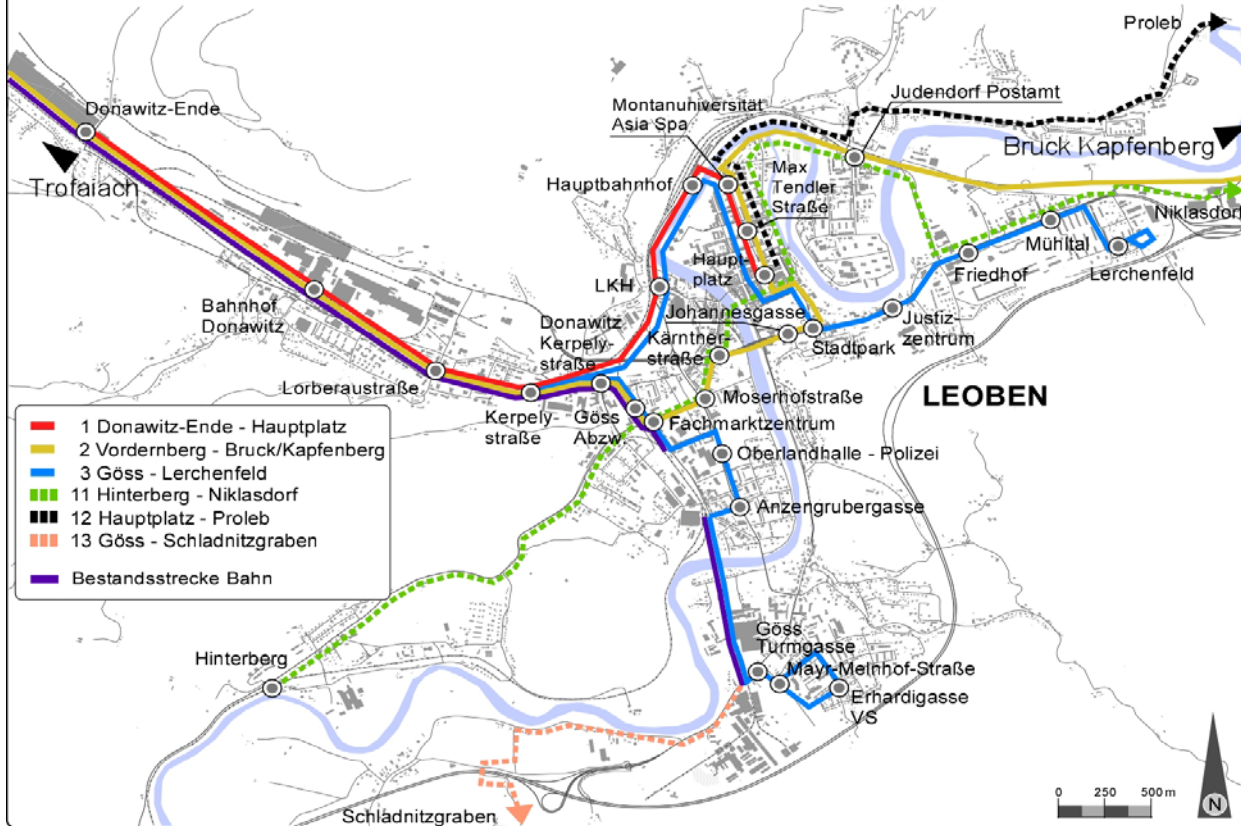 Proleb
Donawitz-Ende
Montanuniversität
Asia Spa
Judendorf Postamt
Bruck Kapfenberg
Trofaiach
Hauptbahnhof
Max
Tendler
Straße
Niklasdorf
Mühltal
Haupt-
platz
Friedhof
Lerchenfeld
LKH
Bahnhof
Donawitz
Johannesgasse
Justiz-
zentrum
Donawitz
Kerpely-
straße
Kärntner-
straße
Stadtpark
Lorberaustraße
LEOBEN
Kerpely
straße
Göss
Abzw.
Moserhofstraße
Fachmarktzentrum
1 Donawitz-Ende - Hauptplatz
2 Vordernberg - Bruck/Kapfenberg
3 Göss - Lerchenfeld
11 Hinterberg - Niklasdorf
12 Hauptplatz - Proleb
13 Göss - Schladnitzgraben
Bestandsstrecke Bahn
Oberlandhalle - Polizei
Anzengrubergasse
Göss
Turmgasse
Hinterberg
Mayr-Melnhof-Straße
Erhardigasse
VS
Schladnitzgraben
0 250 500 m
N